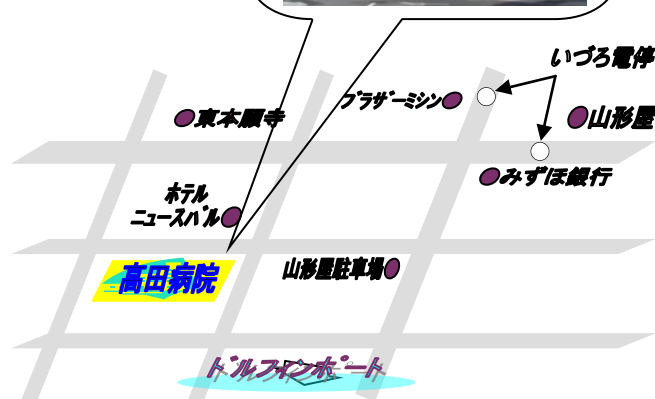 いづろ電停
ブラザーミシン
東本願寺
山形屋
みずほ銀行
ホテル
ニュースパル
高田病院
山形屋駐車場
ドルフィンポート